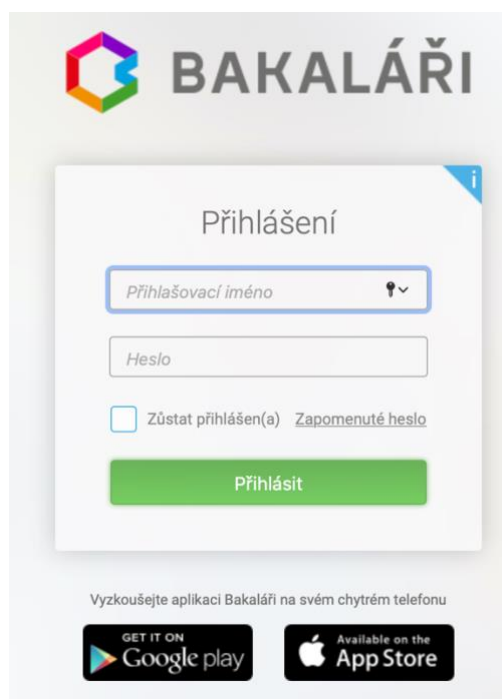 BAKALÁŘI
i
Přihlášení
Přihlašovací iméno
Heslo
Zůstat přihlášen(a) Zapomenuté heslo
Přihlásit
Vyzkoušejte aplikaci Bakaláři na svém chytrém telefonu
GET IT ON
Google play
Available on the
App Store